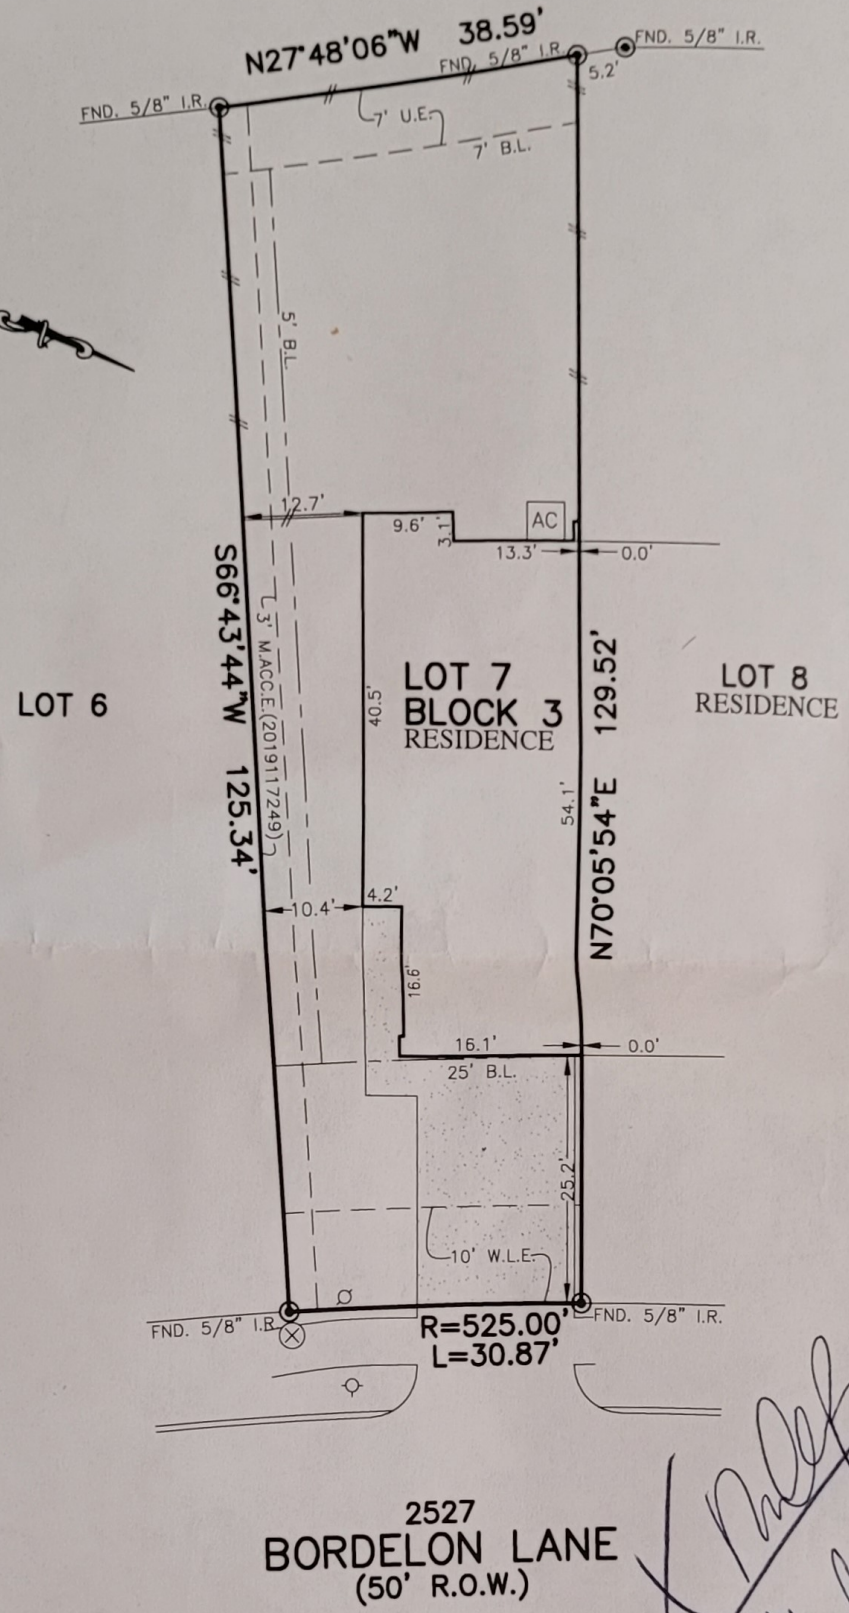 N27°48'06"W 38.59'
FND. 5/8" I.R.
FND. 5/8" I.R.
5.2'
FND. 5/8" I.R.
7' U.E.
7' B.L.
5' B.L.
12.7'
9.6'
3.1'
AC
13.3'
0.0'
S66°43'44"W 125.34'
3' M.ACC.E.(2019117249)
LOT 6
40.5'
LOT 7
BLOCK 3
RESIDENCE
54.1'
N70°05'54"E 129.52'
LOT 8
RESIDENCE
4.2'
10.4'
16.6'
16.1'
0.0'
25' B.L.
25.2'
10' W.L.E.
FND. 5/8" I.R.
R=525.00'
L=30.87'
FND. 5/8" I.R.
2527
BORDELON LANE
(50' R.O.W.)